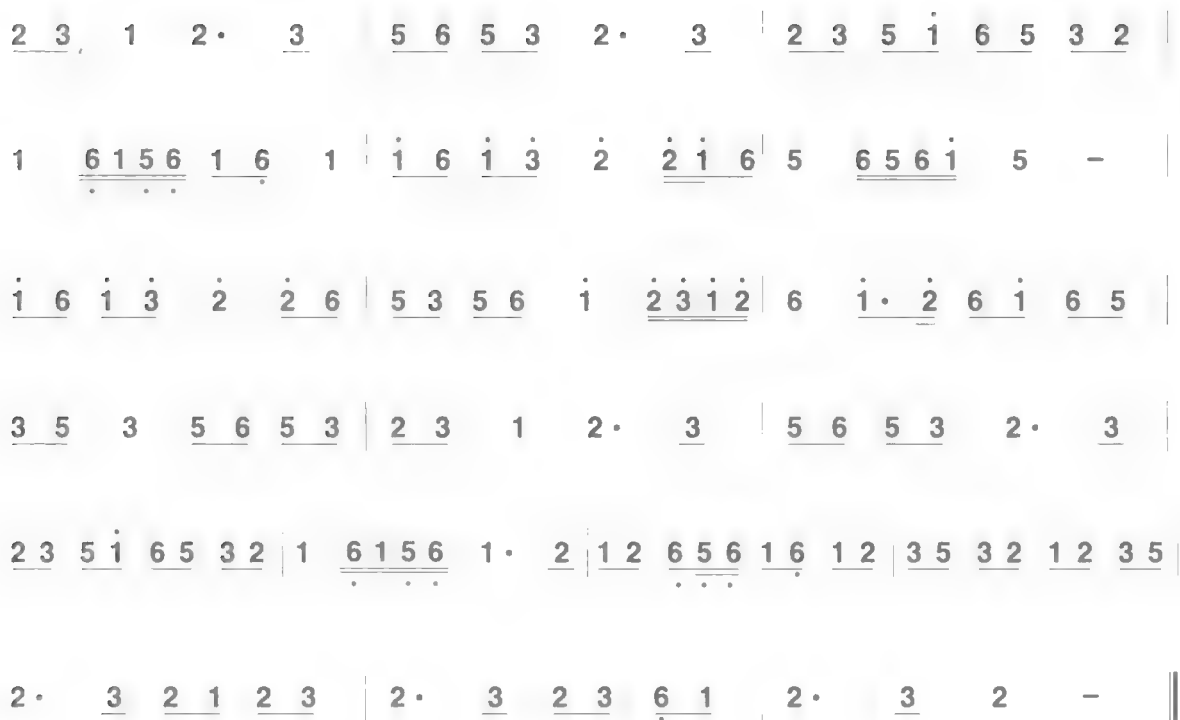 2 3 1 2· 3 | 5 6 5 3 2· 3 | 2 3 5 1̇ 6 5 3 2 |
1 6̣ 1 5̣ 6̣ 1 6̣ 1 | 1̇ 6 1̇ 3̇ 2̇ 2̇ 1̇ 6 | 5 6 5 6 1̇ 5 – |
1̇ 6 1̇ 3̇ 2̇ 2̇ 6 | 5 3 5 6 1̇ 2̇ 3̇ 1̇ 2̇ | 6 1̇· 2̇ 6 1̇ 6 5 |
3 5 3 5 6 5 3 | 2 3 1 2· 3 | 5 6 5 3 2· 3 |
2 3 5 1̇ 6 5 3 2 | 1 6̣ 1 5̣ 6̣ 1· 2 | 1 2 6̣ 5̣ 6̣ 1 6̣ 1 2 | 3 5 3 2 1 2 3 5 |
2· 3 2 1 2 3 | 2· 3 2 3 6̣ 1 | 2· 3 2 – ‖